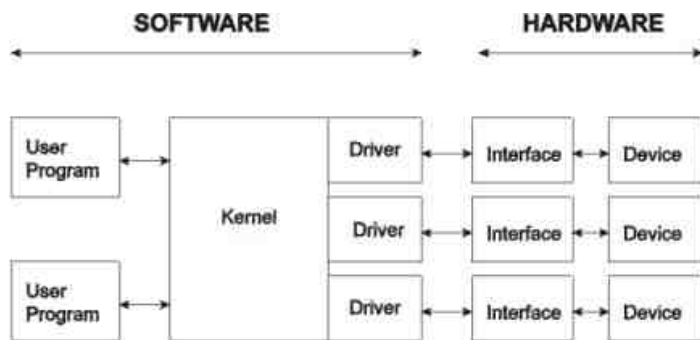 SOFTWARE HARDWARE
User
Program
Kernel
Driver
Interface
Device
Driver
Interface
Device
User
Program
Driver
Interface
Device